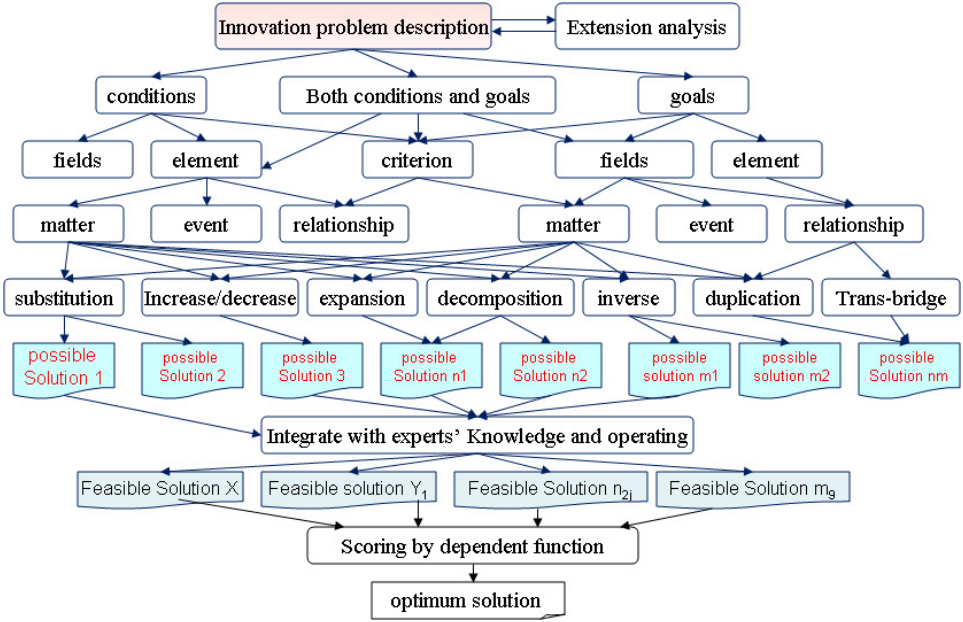 Innovation problem description
Extension analysis
conditions
Both conditions and goals
goals
fields
element
criterion
fields
element
matter
event
relationship
matter
event
relationship
substitution
Increase/decrease
expansion
decomposition
inverse
duplication
Trans-bridge
possible
Solution 1
possible
Solution 2
possible
Solution 3
possible
Solution n1
possible
Solution n2
possible
solution m1
possible
solution m2
possible
Solution nm
Integrate with experts’ Knowledge and operating
Feasible Solution X
Feasible solution Y1
Feasible Solution n2j
Feasible Solution m9
Scoring by dependent function
optimum solution